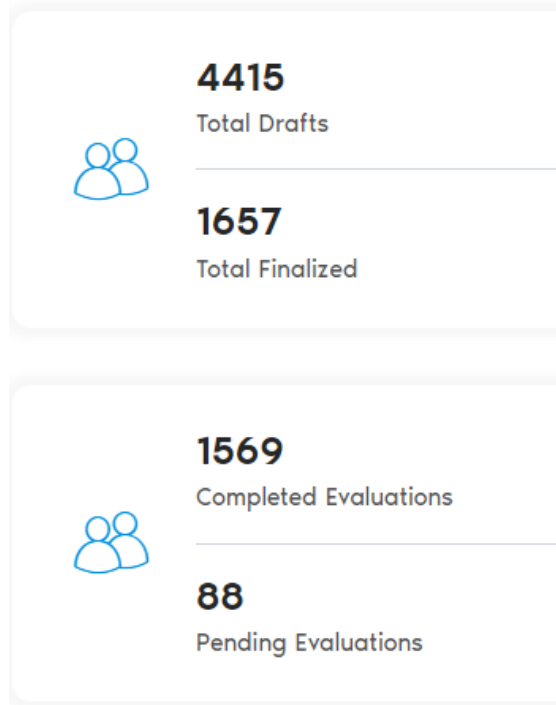 4415
Total Drafts
1657
Total Finalized
1569
Completed Evaluations
88
Pending Evaluations